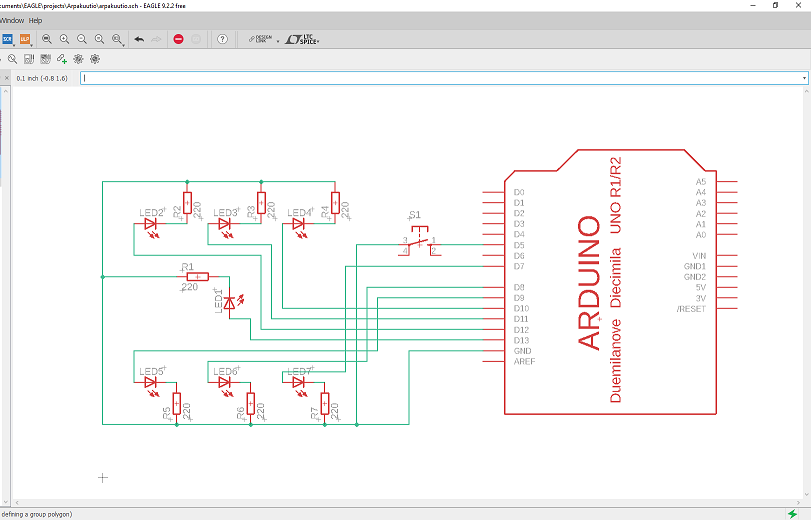 cuments\EAGLE\projects\Arpakuutio\arpakuutio.sch - EAGLE 9.2.2 free
Window Help
SCR ULP DESIGN LINK LTC SPICE
0.1 inch (-0.8 1.6)
S1
3 1
4 2
LED2 R2 220 LED3 R3 220 LED4 R4 220
R1
220
LED1
LED5 R5 220 LED6 R6 220 LED7 R7 220
D0
D1
D2
D3
D4
D5
D6
D7
D8
D9
D10
D11
D12
D13
GND
AREF
ARDUINO
Duemilanove Diecimila UNO R1/R2
A5
A4
A3
A2
A1
A0
VIN
GND1
GND2
5V
3V
/RESET
defining a group polygon)